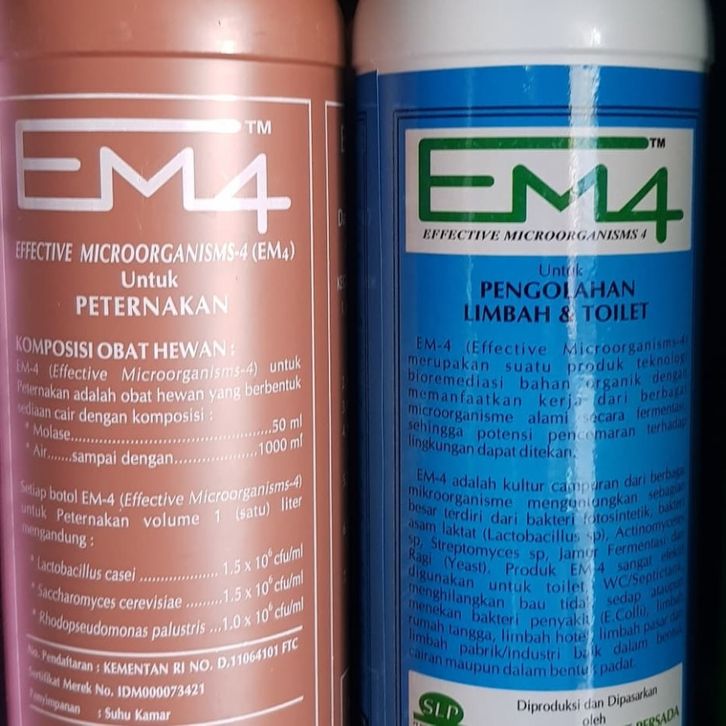 EM4 TM
EFFECTIVE MICROORGANISMS-4 (EM4)
Untuk
PETERNAKAN
KOMPOSISI OBAT HEWAN :
EM-4 (Effective Microorganisms-4) untuk
Peternakan adalah obat hewan yang berbentuk
sediaan cair dengan komposisi :
* Molase..........................................50 ml
* Air.......sampai dengan.................1000 ml
Setiap botol EM-4 (Effective Microorganisms-4)
untuk Peternakan volume 1 (satu) liter
mengandung :
* Lactobacillus casei .................. 1.5 x 10⁶ cfu/ml
* Saccharomyces cerevisiae .........1.5 x 10⁶ cfu/ml
* Rhodopseudomonas palustris ...1.0 x 10⁶ cfu/ml
No. Pendaftaran : KEMENTAN RI NO. D.11064101 FTC
Sertifikat Merek No. IDM000073421
Penyimpanan : Suhu Kamar
EM4 TM
EFFECTIVE MICROORGANISMS 4
Untuk
PENGOLAHAN
LIMBAH & TOILET
EM-4 (Effective Microorganisms-4)
merupakan suatu produk teknologi
bioremediasi bahan organik dengan
memanfaatkan kerja dari berbagai
microorganisme alami secara fermentasi,
sehingga potensi pencemaran terhadap
lingkungan dapat ditekan.
EM-4 adalah kultur campuran dari berbagai
mikroorganisme menguntungkan sebagian
besar terdiri dari bakteri fotosintetik, bakteri
asam laktat (Lactobacillus sp), Actinomycetes
sp, Streptomyces sp, Jamur Fermentasi dan
Ragi (Yeast). Produk EM-4 sangat efektif
digunakan untuk toilet, WC/Septictank,
menghilangkan bau tidak sedap ataupun
menekan bakteri penyakit (E.Colli), limbah
rumah tangga, limbah hotel, limbah pasar dan
limbah pabrik/industri baik dalam bentuk
cairan maupun dalam bentuk padat.
SLP
Diproduksi dan Dipasarkan
oleh
PERSADA